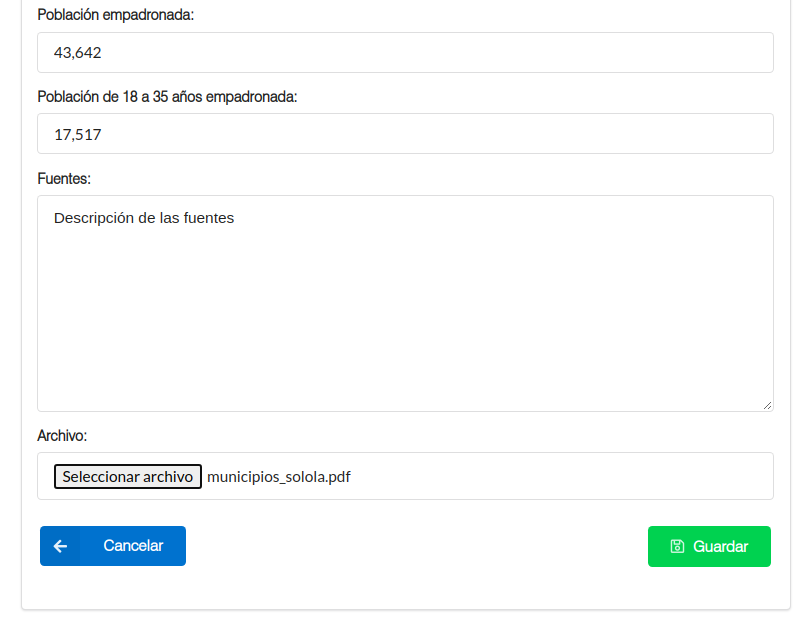 Población empadronada:
43,642
Población de 18 a 35 años empadronada:
17,517
Fuentes:
Descripción de las fuentes
Archivo:
Seleccionar archivo municipios_solola.pdf
Cancelar Guardar